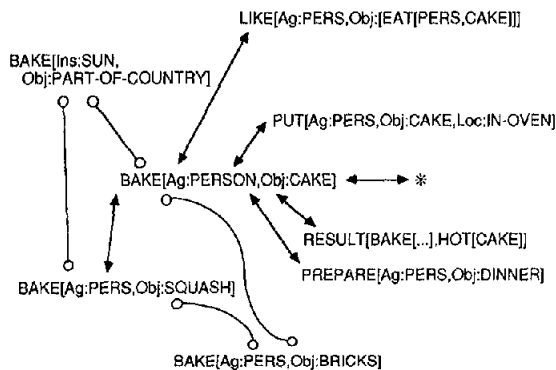 LIKE[Ag:PERS,Obj:[EAT[PERS,CAKE]]]
BAKE[Ins:SUN,
Obj:PART-OF-COUNTRY]
PUT[Ag:PERS,Obj:CAKE,Loc:IN-OVEN]
BAKE[Ag:PERSON,Obj:CAKE]
RESULT[BAKE[...],HOT[CAKE]]
PREPARE[Ag:PERS,Obj:DINNER]
BAKE[Ag:PERS,Obj:SQUASH]
BAKE[Ag:PERS,Obj:BRICKS]